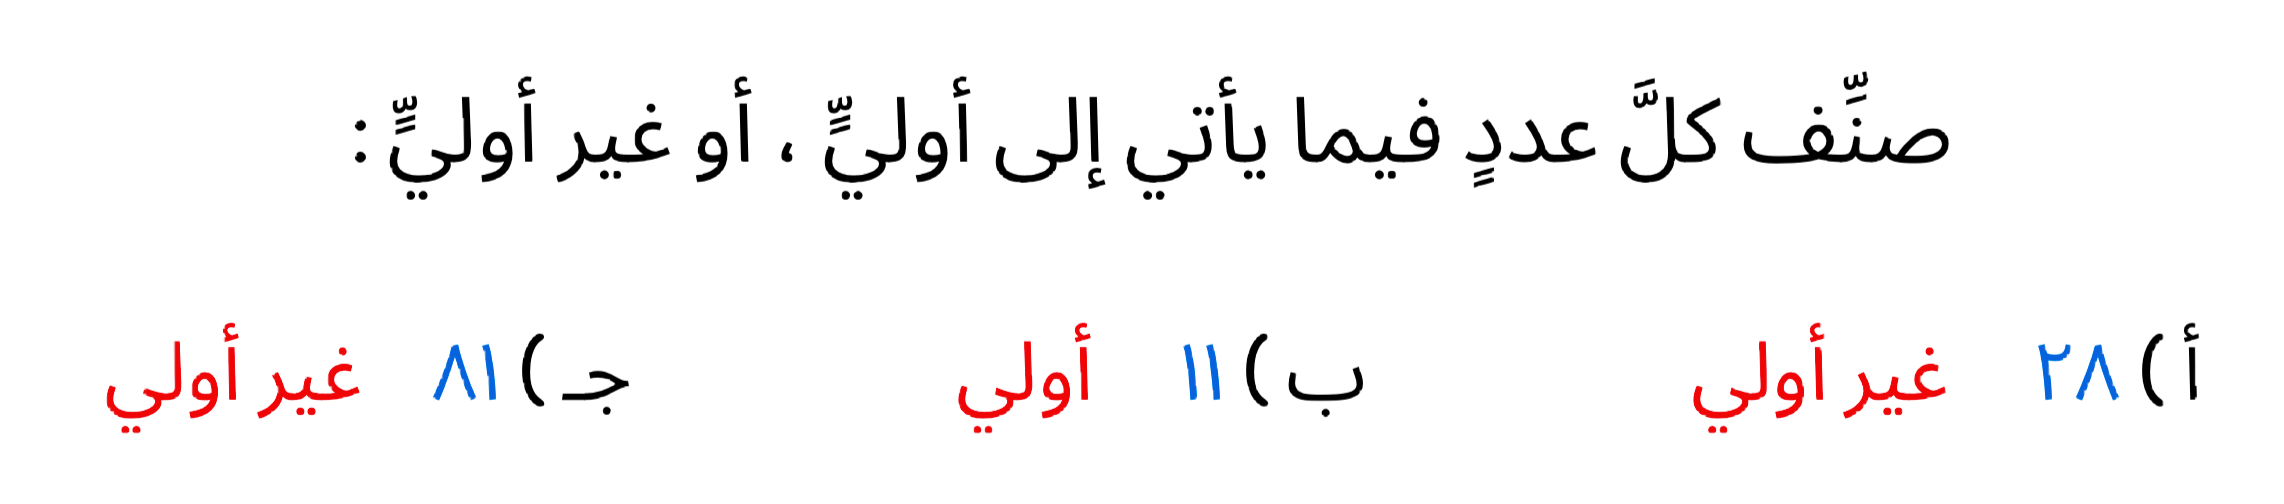 صنِّف كلَّ عددٍ فيما يأتي إلى أوليٍّ ، أو غير أوليٍّ :
أ ) ٢٨ غير أولي ب ) ١١ أولي جـ ) ٨١ غير أولي